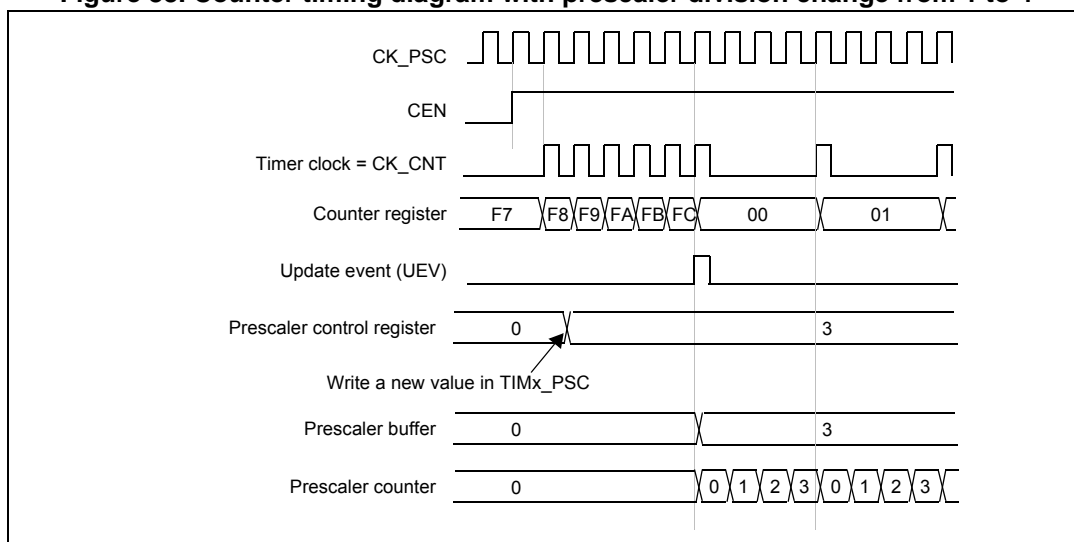 Figure 88. Counter timing diagram with prescaler division change from 1 to 4
CK_PSC
CEN
Timer clock = CK_CNT
Counter register F7 F8 F9 FA FB FC 00 01
Update event (UEV)
Prescaler control register 0 3
Write a new value in TIMx_PSC
Prescaler buffer 0 3
Prescaler counter 0 0 1 2 3 0 1 2 3